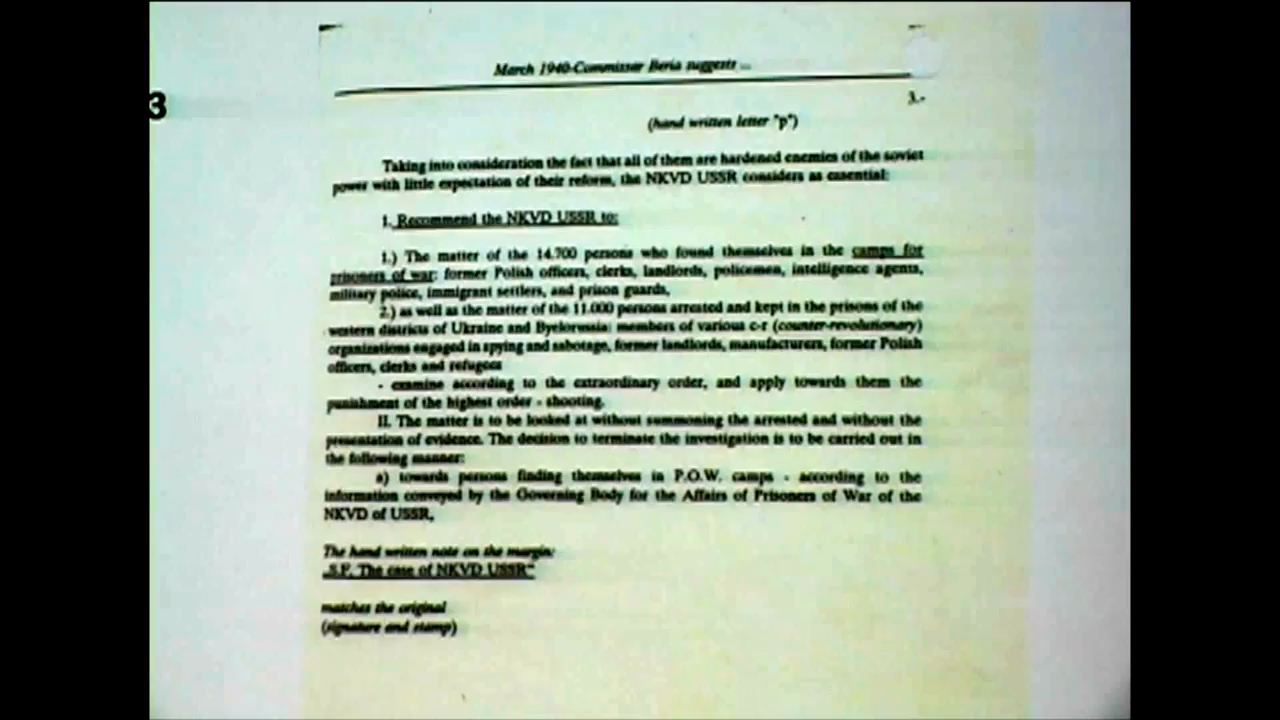 March 1940-Commissar Beria suggests ...
3
3.-
(hand written letter "p")
Taking into consideration the fact that all of them are hardened enemies of the soviet
power with little expectation of their reform, the NKVD USSR considers as essential:
1. Recommend the NKVD USSR to:
1.) The matter of the 14.700 persons who found themselves in the camps for
prisoners of war: former Polish officers, clerks, landlords, policemen, intelligence agents,
military police, immigrant settlers, and prison guards,
2.) as well as the matter of the 11.000 persons arrested and kept in the prisons of the
western districts of Ukraine and Byelorussia: members of various c-r (counter-revolutionary)
organizations engaged in spying and sabotage, former landlords, manufacturers, former Polish
officers, clerks and refugees
- examine according to the extraordinary order, and apply towards them the
punishment of the highest order - shooting.
II. The matter is to be looked at without summoning the arrested and without the
presentation of evidence. The decision to terminate the investigation is to be carried out in
the following manner:
a) towards persons finding themselves in P.O.W. camps - according to the
information conveyed by the Governing Body for the Affairs of Prisoners of War of the
NKVD of USSR,
The hand written note on the margin:
„S.F. The case of NKVD USSR"
matches the original
(signature and stamp)